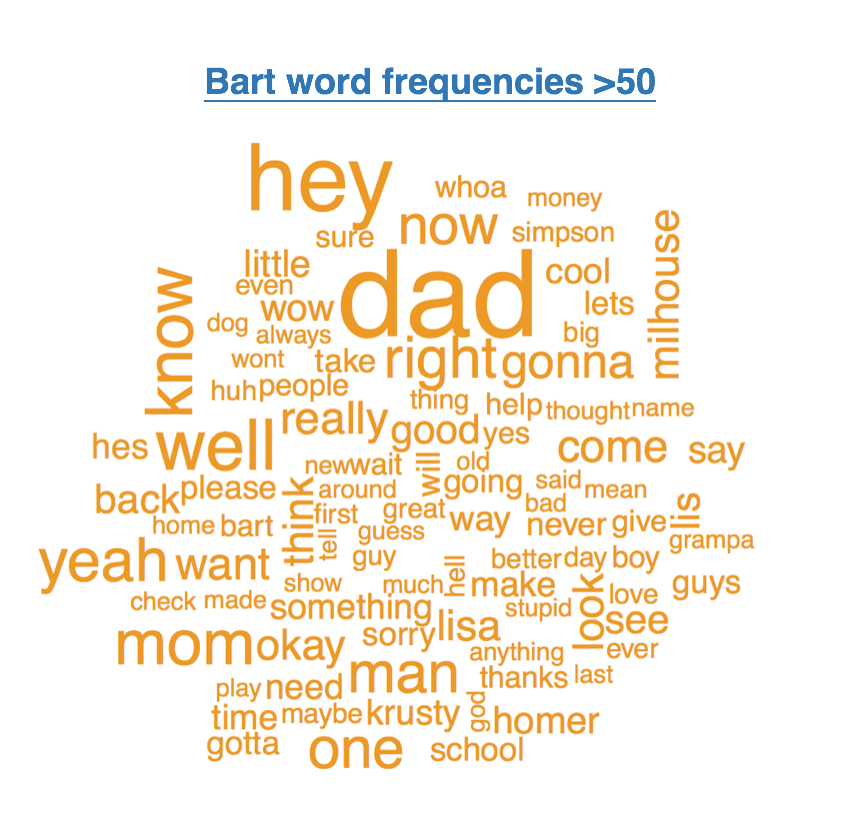 Bart word frequencies >50
hey
whoa
money
now
sure
simpson
milhouse
little
dad
cool
know
even
wow
lets
dog
always
big
wont
take
right
gonna
huh
people
thing
help
thought
name
really
good
yes
hes
well
come
say
new
wait
will
old
going
said
mean
back
please
think
around
first
great
way
bad
never
give
lis
home
bart
tell
guess
grampa
yeah
want
guy
hell
better
day
boy
show
much
make
look
love
guys
check
made
something
stupid
see
mom
okay
sorry
lisa
anything
ever
man
thanks
last
play
need
time
maybe
krusty
god
homer
gotta
one
school